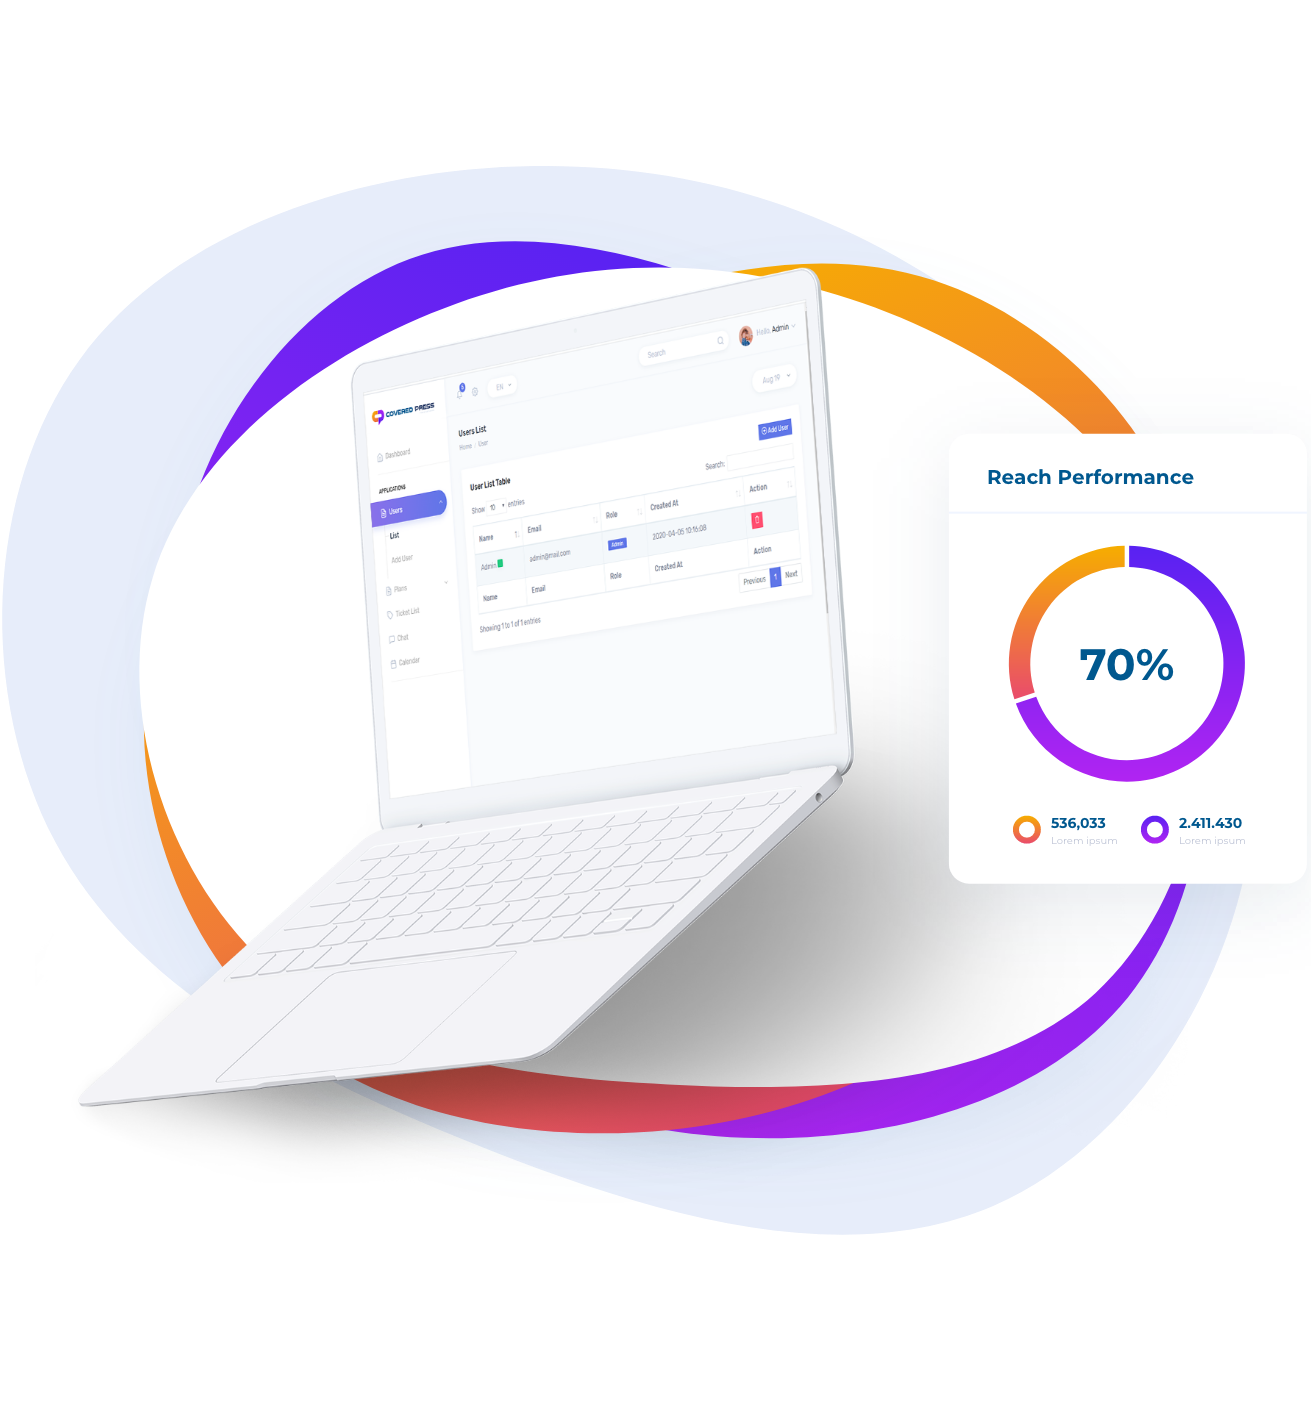 COVERED PRESS
Dashboard
APPLICATIONS
Users
List
Add User
Plans
Ticket List
Chat
Calendar
EN
Search
Hello, Admin
Users List
Home / User
Aug 19
Add User
User List Table
Show 10 entries
Search:
Name Email Role Created At Action
Admin admin@mail.com Admin 2020-04-05 10:16:08
Name Email Role Created At Action
Showing 1 to 1 of 1 entries
Previous 1 Next
Reach Performance
70%
536,033
Lorem ipsum
2.411.430
Lorem ipsum